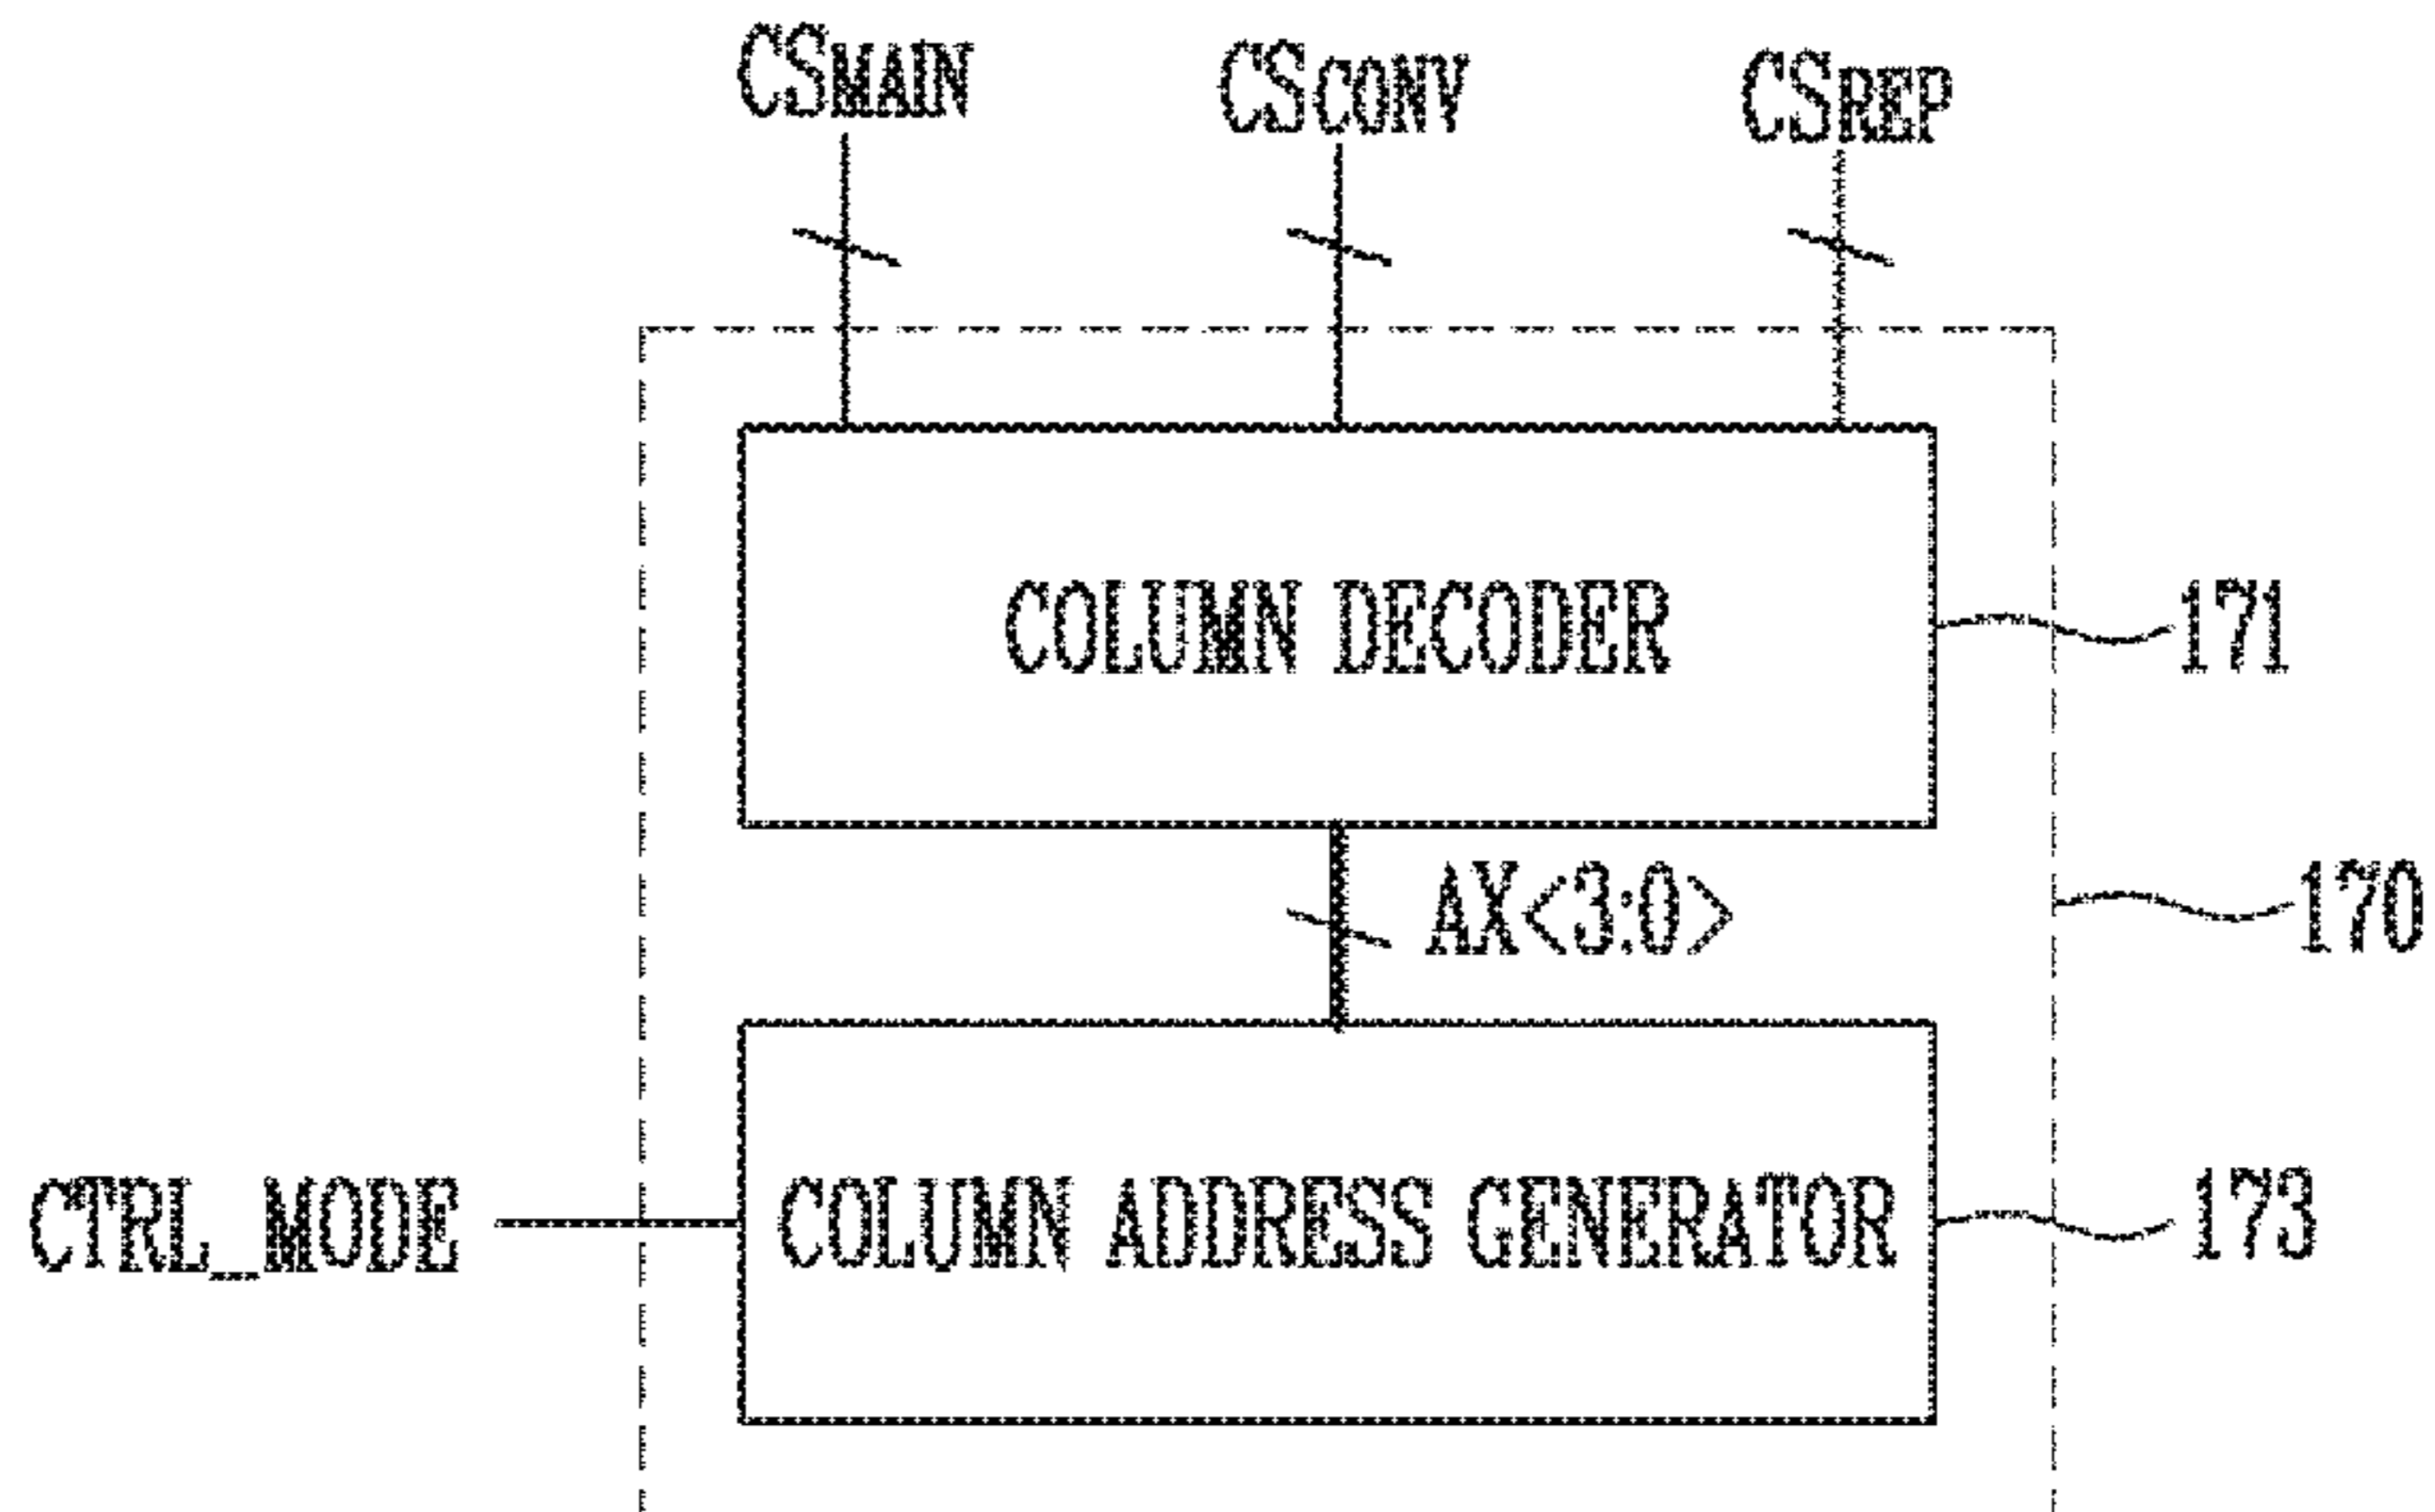 CSMAIN CSCONV CSREP
COLUMN DECODER
171
AX<3:0>
170
CTRL_MODE
COLUMN ADDRESS GENERATOR
173